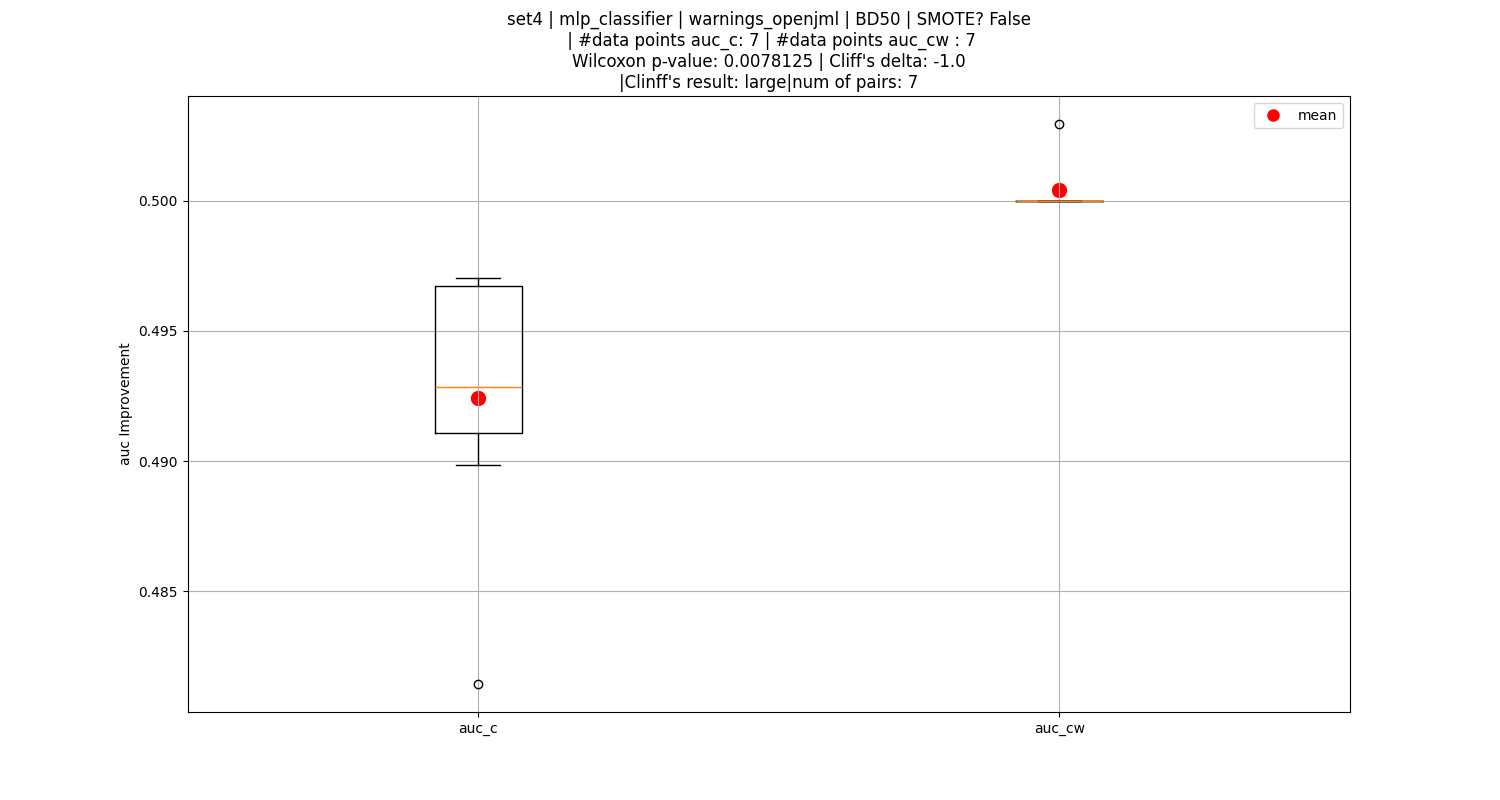 set4 | mlp_classifier | warnings_openjml | BD50 | SMOTE? False
| #data points auc_c: 7 | #data points auc_cw : 7
Wilcoxon p-value: 0.0078125 | Cliff's delta: -1.0
|Clinff's result: large|num of pairs: 7
mean
0.500
0.495
0.490
0.485
auc Improvement
auc_c
auc_cw